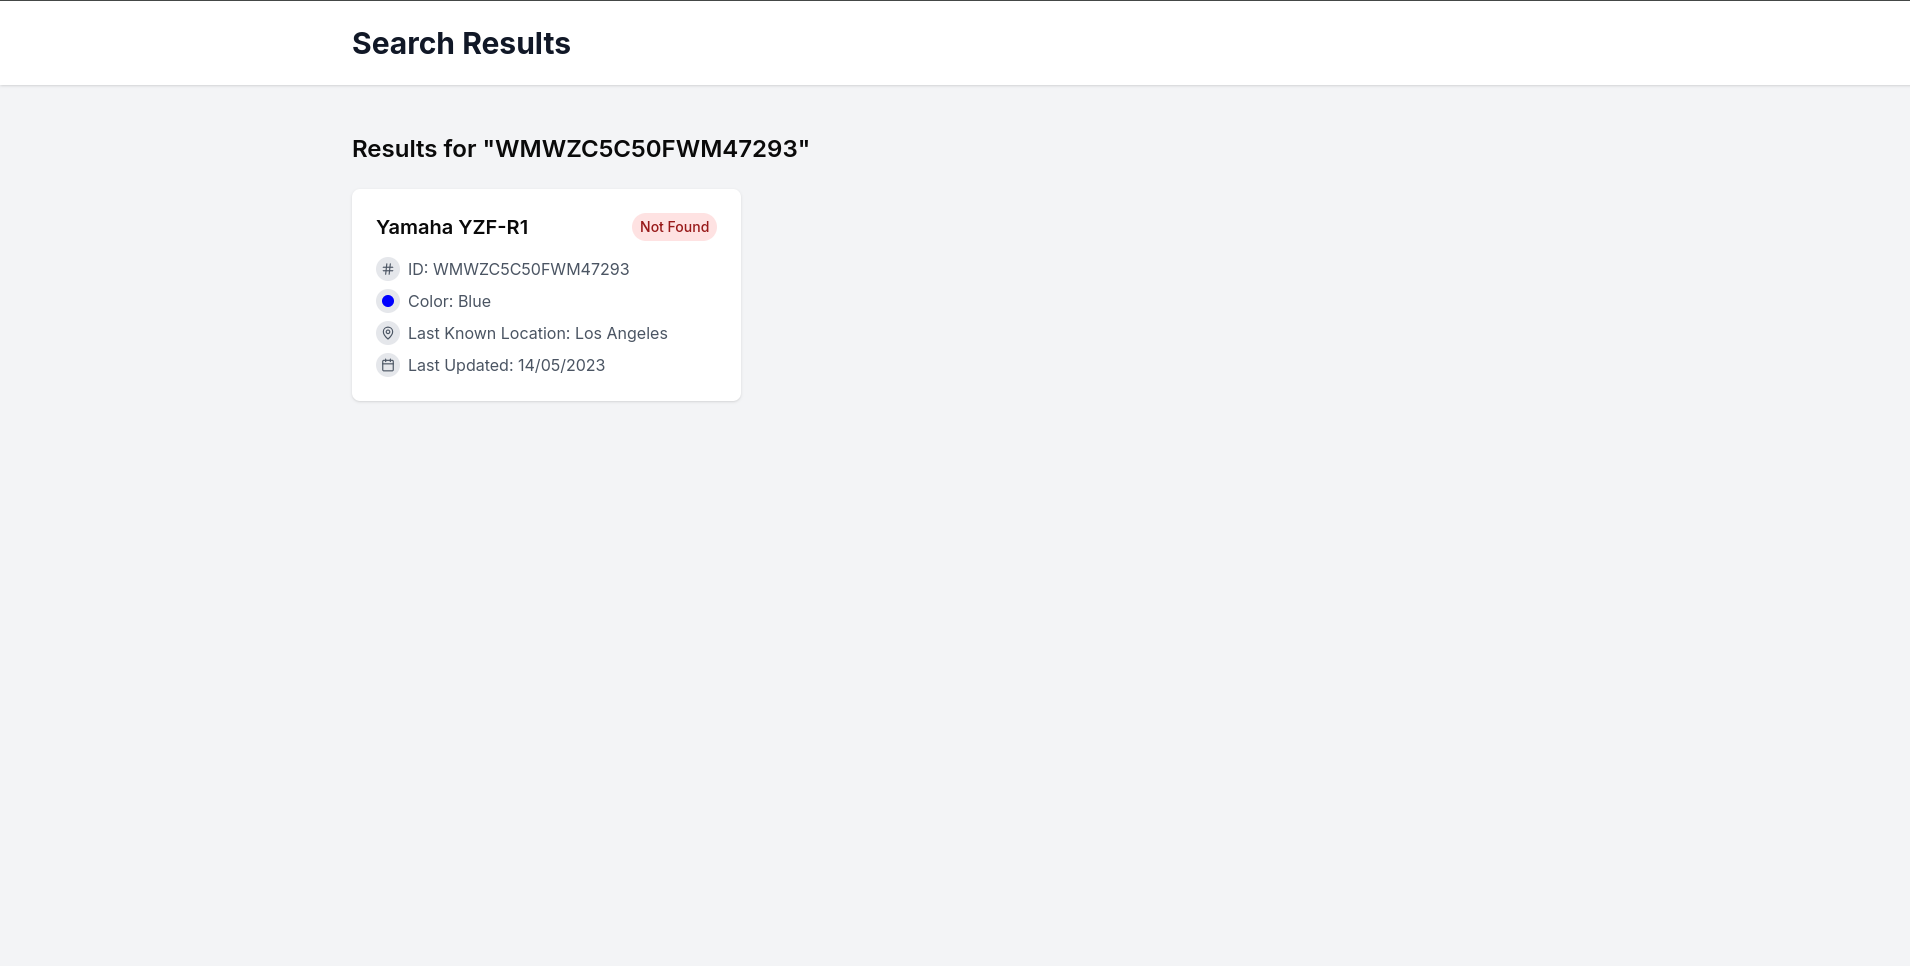 Search Results
Results for "WMWZC5C50FWM47293"
Yamaha YZF-R1 Not Found
ID: WMWZC5C50FWM47293
Color: Blue
Last Known Location: Los Angeles
Last Updated: 14/05/2023